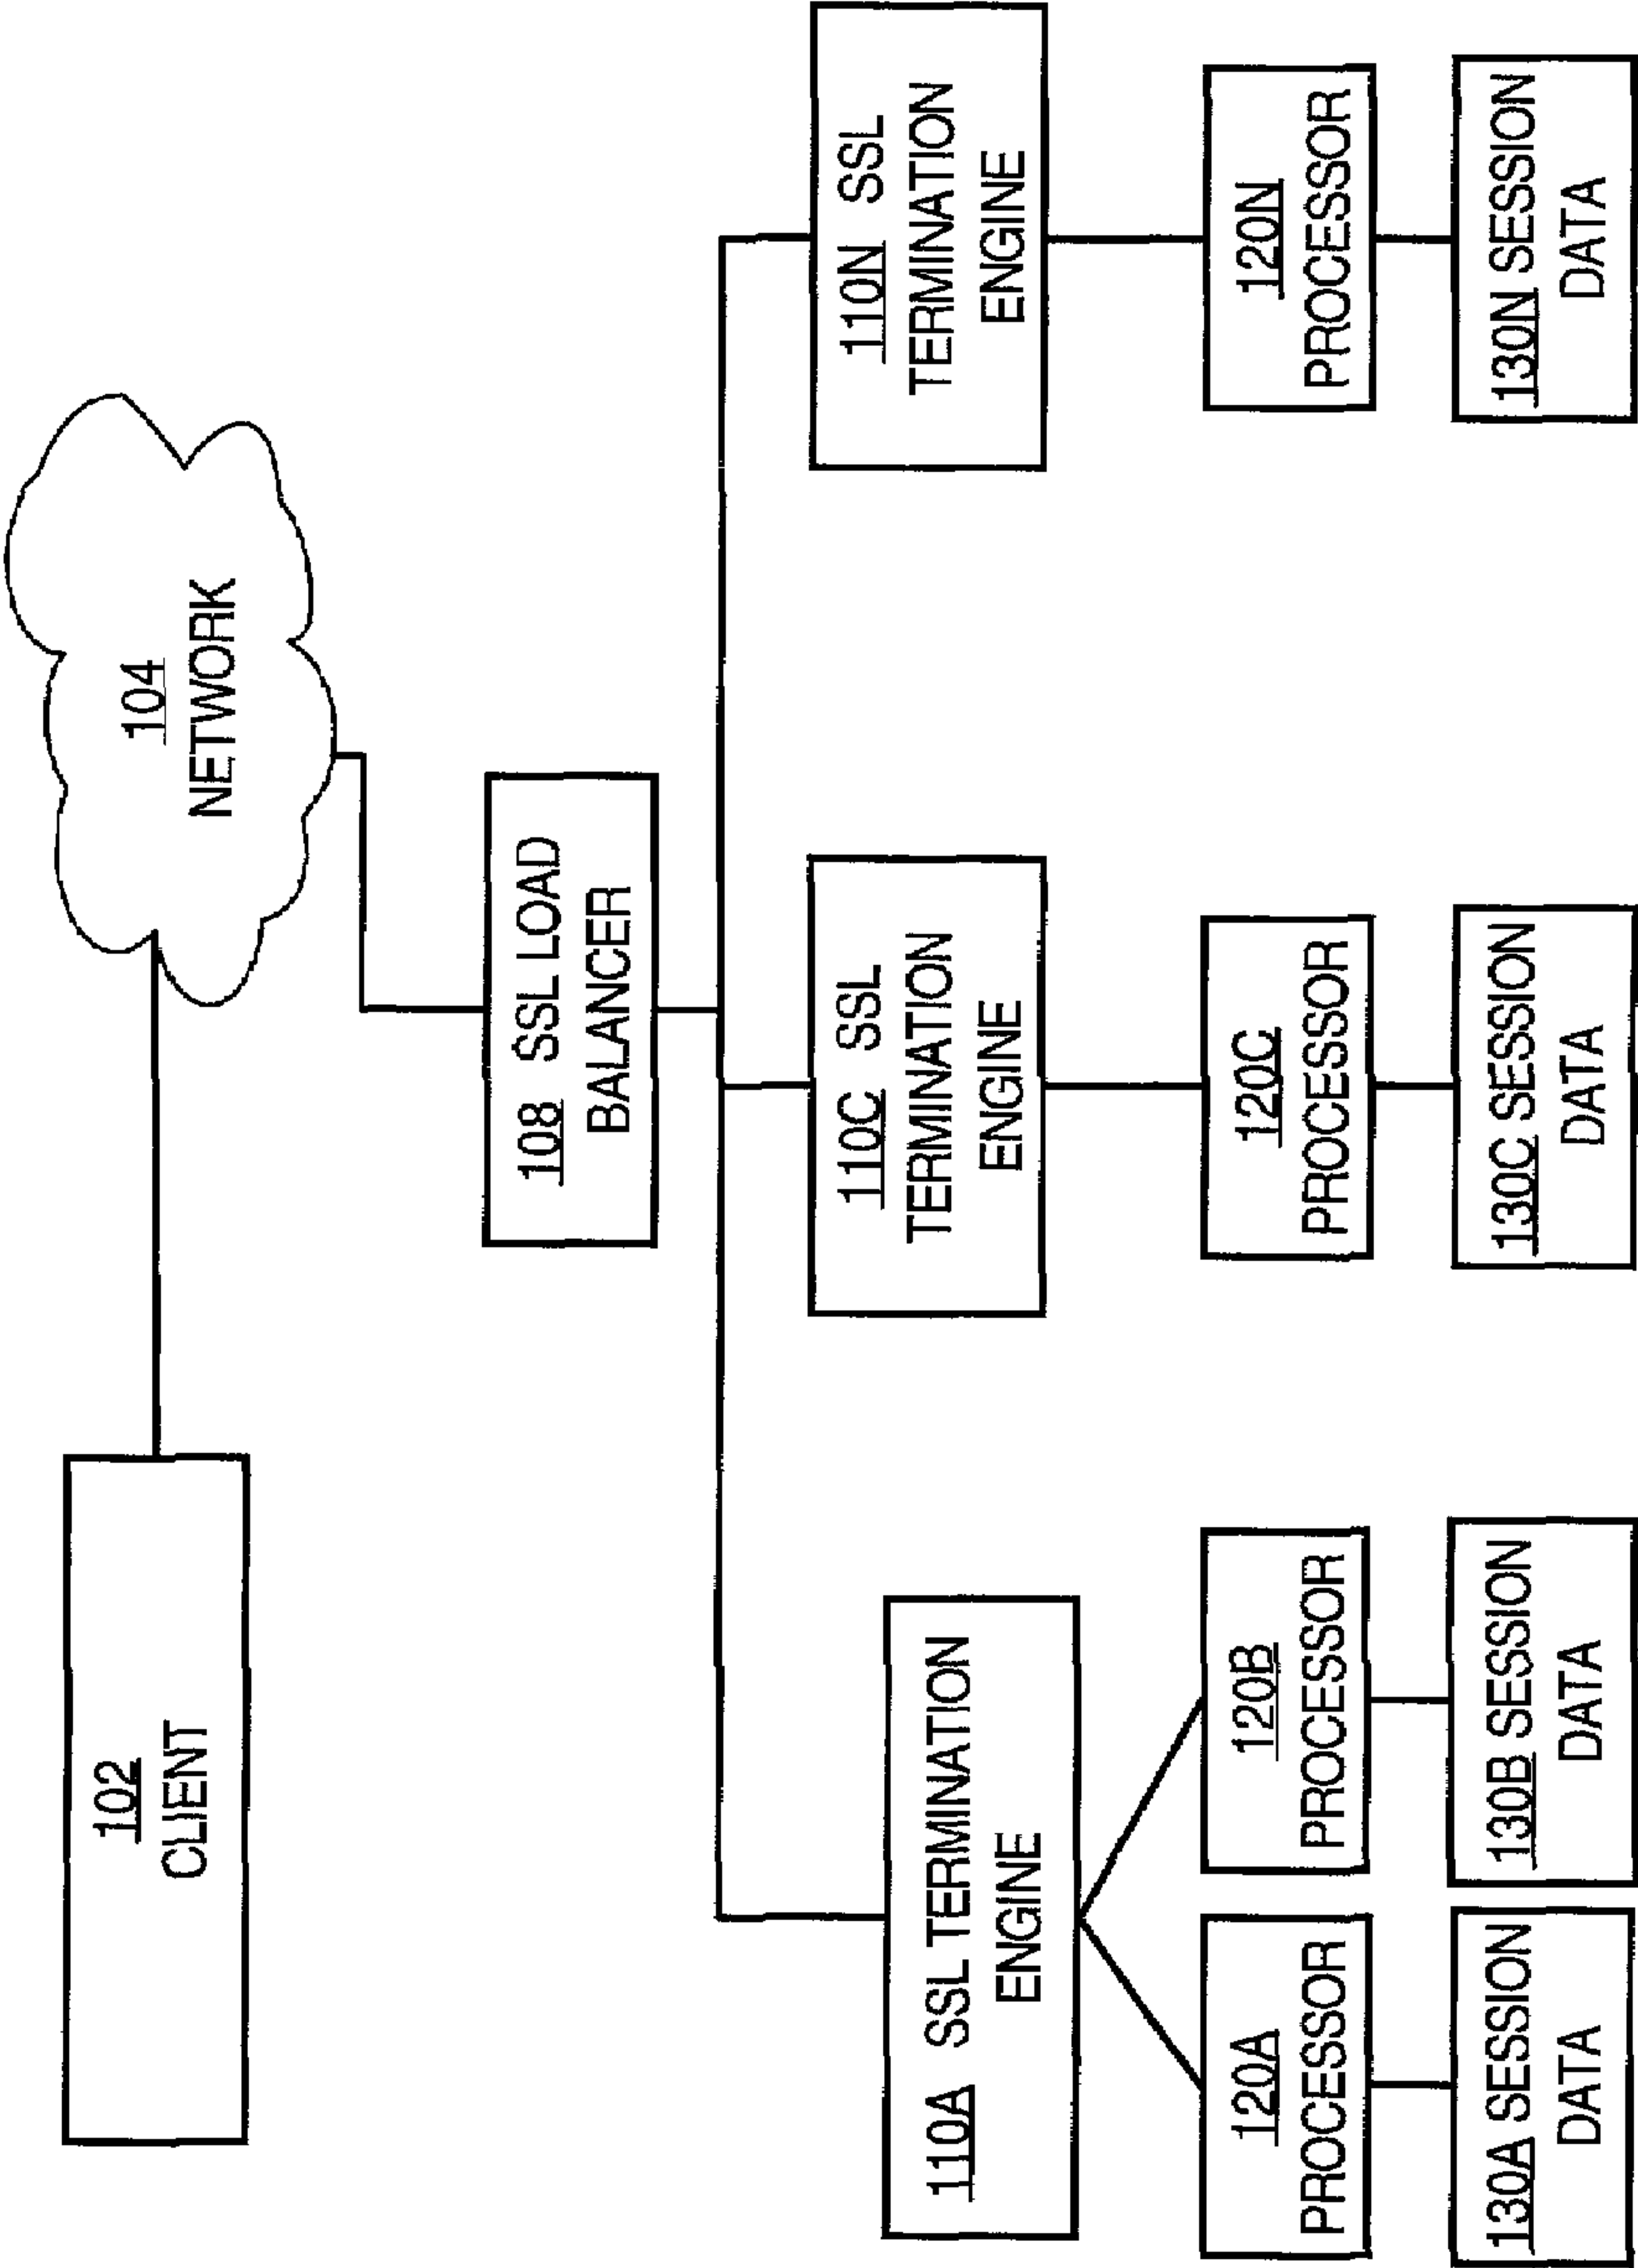 102
CLIENT
104
NETWORK
108 SSL LOAD
BALANCER
110A SSL TERMINATION
ENGINE
110C SSL
TERMINATION
ENGINE
110N SSL
TERMINATION
ENGINE
120A
PROCESSOR
120B
PROCESSOR
120C
PROCESSOR
120N
PROCESSOR
130A SESSION
DATA
130B SESSION
DATA
130C SESSION
DATA
130N SESSION
DATA